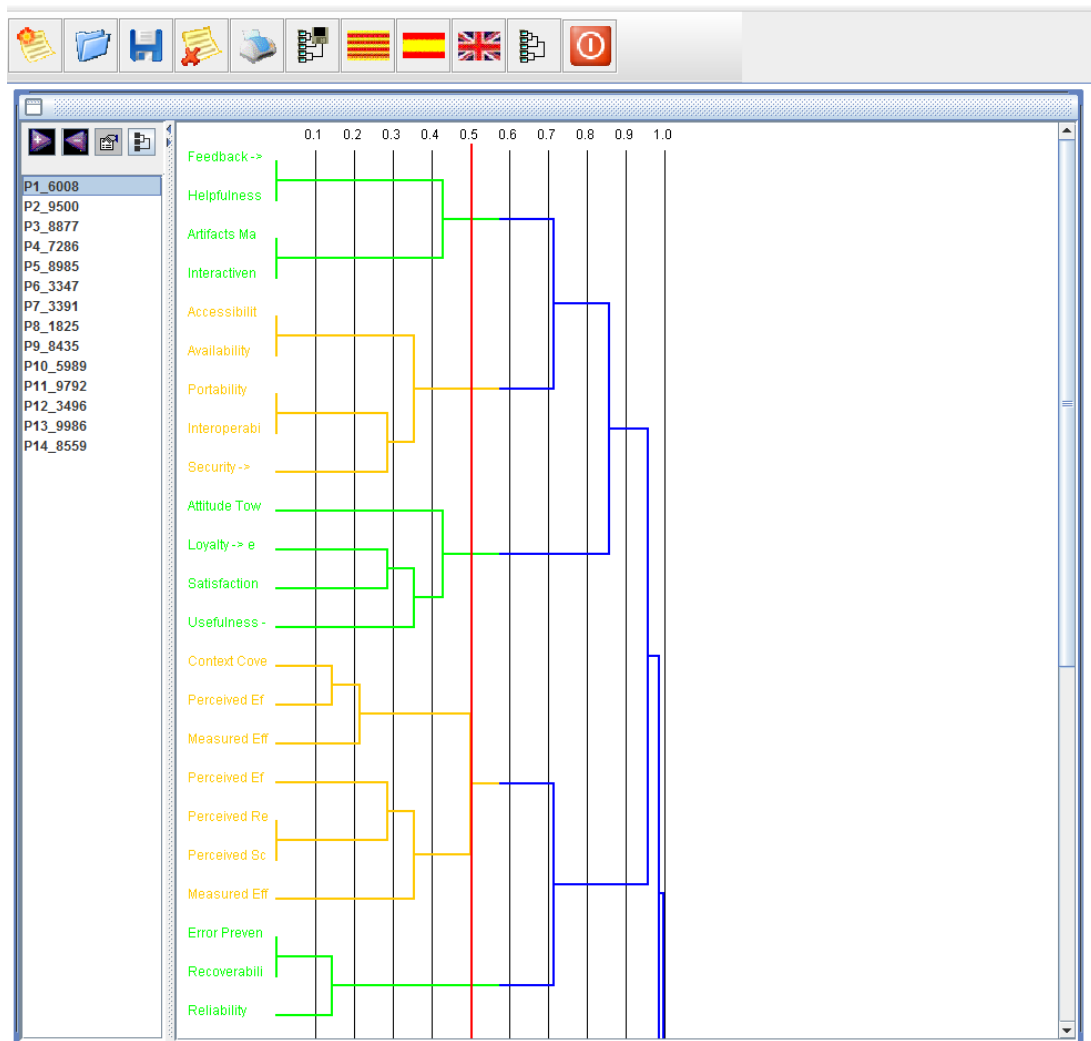 0.1 0.2 0.3 0.4 0.5 0.6 0.7 0.8 0.9 1.0
P1_6008
P2_9500
P3_8877
P4_7286
P5_8985
P6_3347
P7_3391
P8_1825
P9_8435
P10_5989
P11_9792
P12_3496
P13_9986
P14_8559
Feedback ->
Helpfulness
Artifacts Ma
Interactiven
Accessibilit
Availability
Portability
Interoperabi
Security ->
Attitude Tow
Loyalty -> e
Satisfaction
Usefulness -
Context Cove
Perceived Ef
Measured Eff
Perceived Ef
Perceived Re
Perceived Sc
Measured Eff
Error Preven
Recoverabili
Reliability